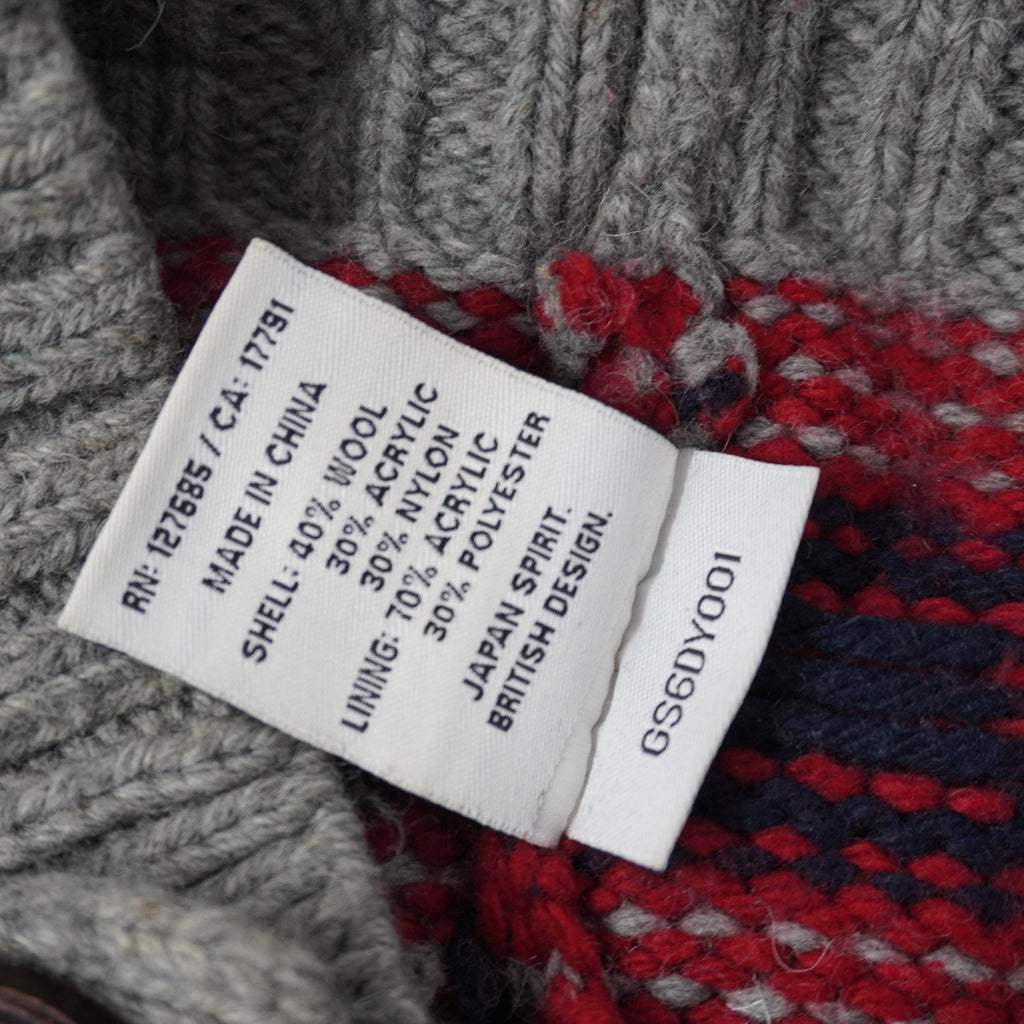 RN: 127685 / CA: 17791
MADE IN CHINA
SHELL: 40% WOOL
30% ACRYLIC
30% NYLON
LINING: 70% ACRYLIC
30% POLYESTER
JAPAN SPIRIT.
BRITISH DESIGN.
GS6DY001